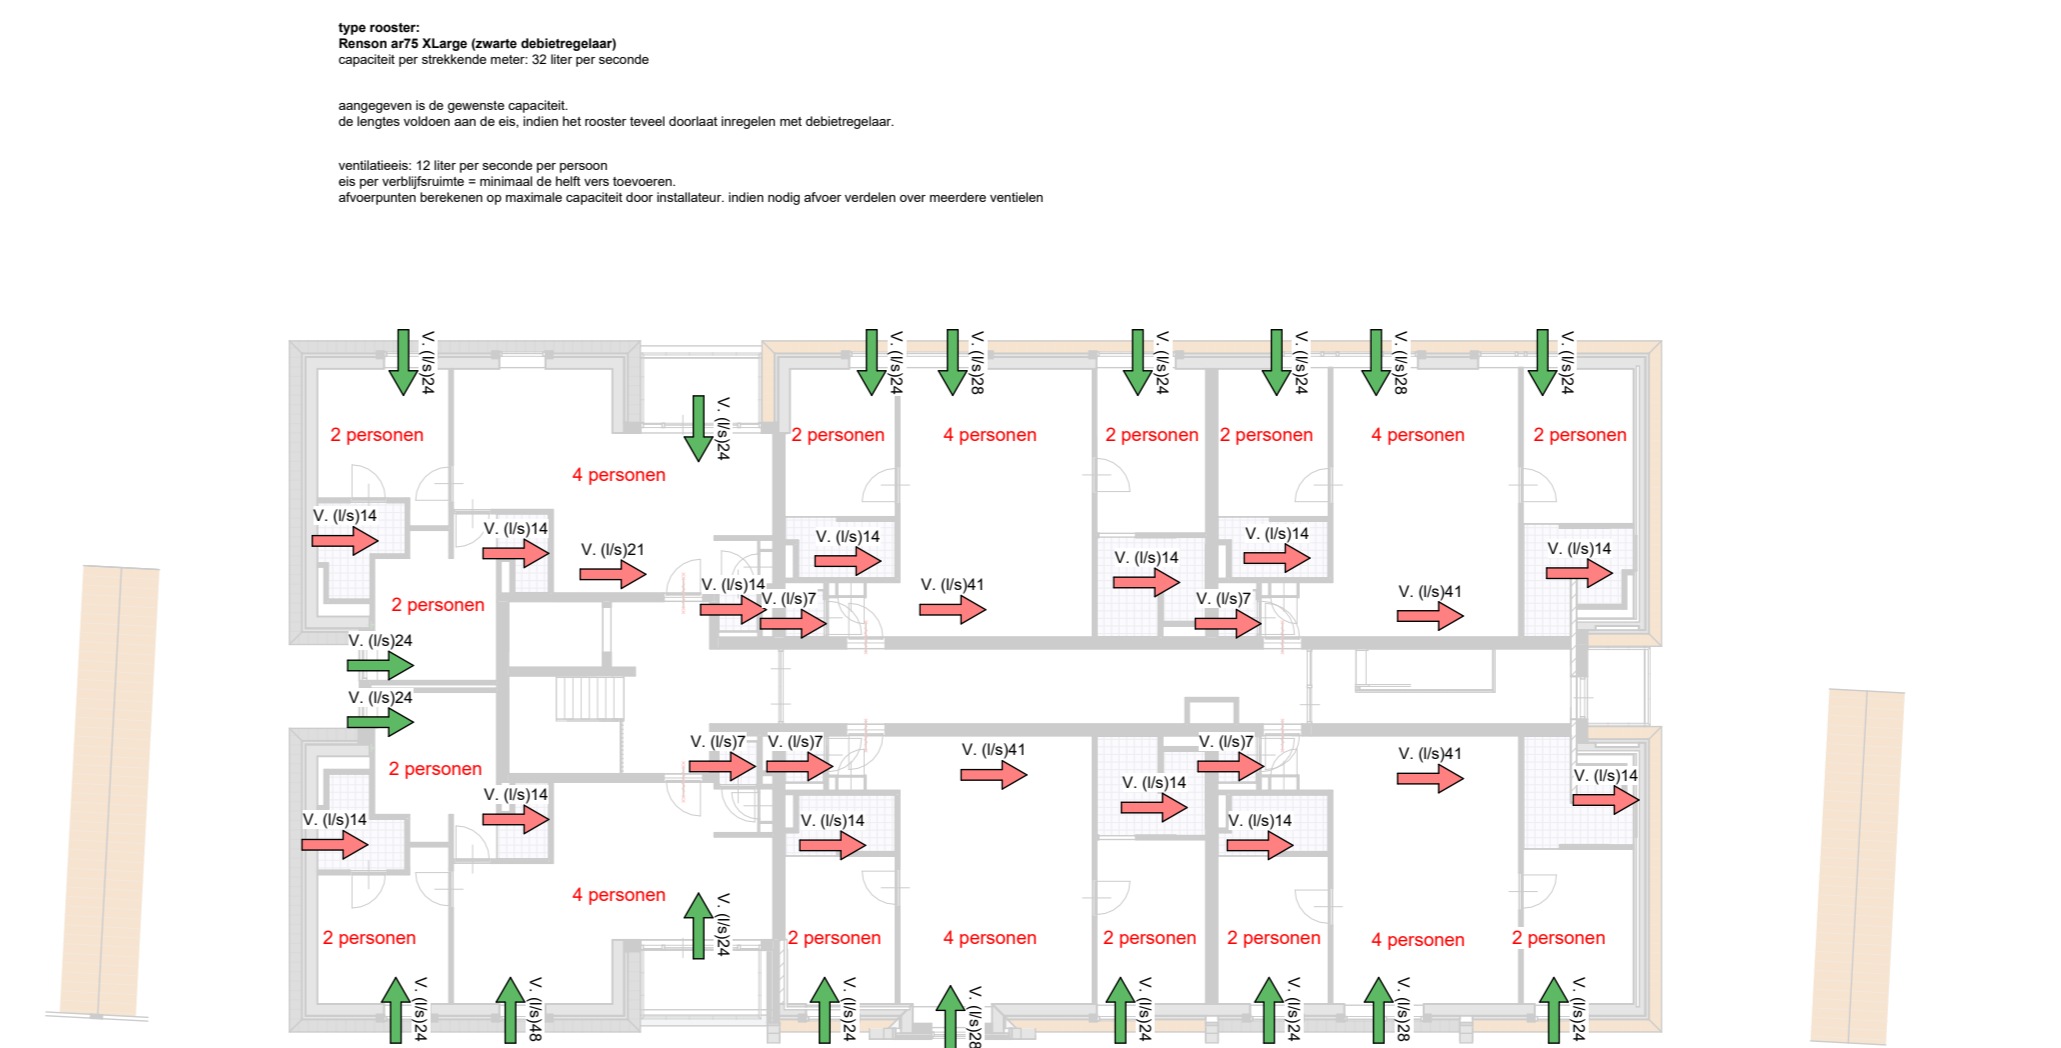 type rooster:
Renson ar75 XLarge (zwarte debietregelaar)
capaciteit per strekkende meter: 32 liter per seconde
aangegeven is de gewenste capaciteit.
de lengtes voldoen aan de eis, indien het rooster teveel doorlaat inregelen met debietregelaar.
ventilatieeis: 12 liter per seconde per persoon
eis per verblijfsruimte = minimaal de helft vers toevoeren.
afvoerpunten berekenen op maximale capaciteit door installateur. indien nodig afvoer verdelen over meerdere ventielen
V. (l/s)24
V. (l/s)24
V. (l/s)28
V. (l/s)24
V. (l/s)24
V. (l/s)28
V. (l/s)24
V. (l/s)24
2 personen
2 personen
4 personen
2 personen
2 personen
4 personen
2 personen
4 personen
V. (l/s)14
V. (l/s)14
V. (l/s)21
V. (l/s)14
V. (l/s)14
V. (l/s)14
V. (l/s)14
V. (l/s)14
V. (l/s)7
V. (l/s)41
V. (l/s)7
V. (l/s)41
2 personen
V. (l/s)24
V. (l/s)24
2 personen
V. (l/s)7
V. (l/s)7
V. (l/s)41
V. (l/s)7
V. (l/s)41
V. (l/s)14
V. (l/s)14
V. (l/s)14
V. (l/s)14
V. (l/s)14
V. (l/s)14
4 personen
V. (l/s)24
2 personen
2 personen
4 personen
2 personen
2 personen
4 personen
2 personen
V. (l/s)24
V. (l/s)48
V. (l/s)24
V. (l/s)28
V. (l/s)24
V. (l/s)24
V. (l/s)28
V. (l/s)24